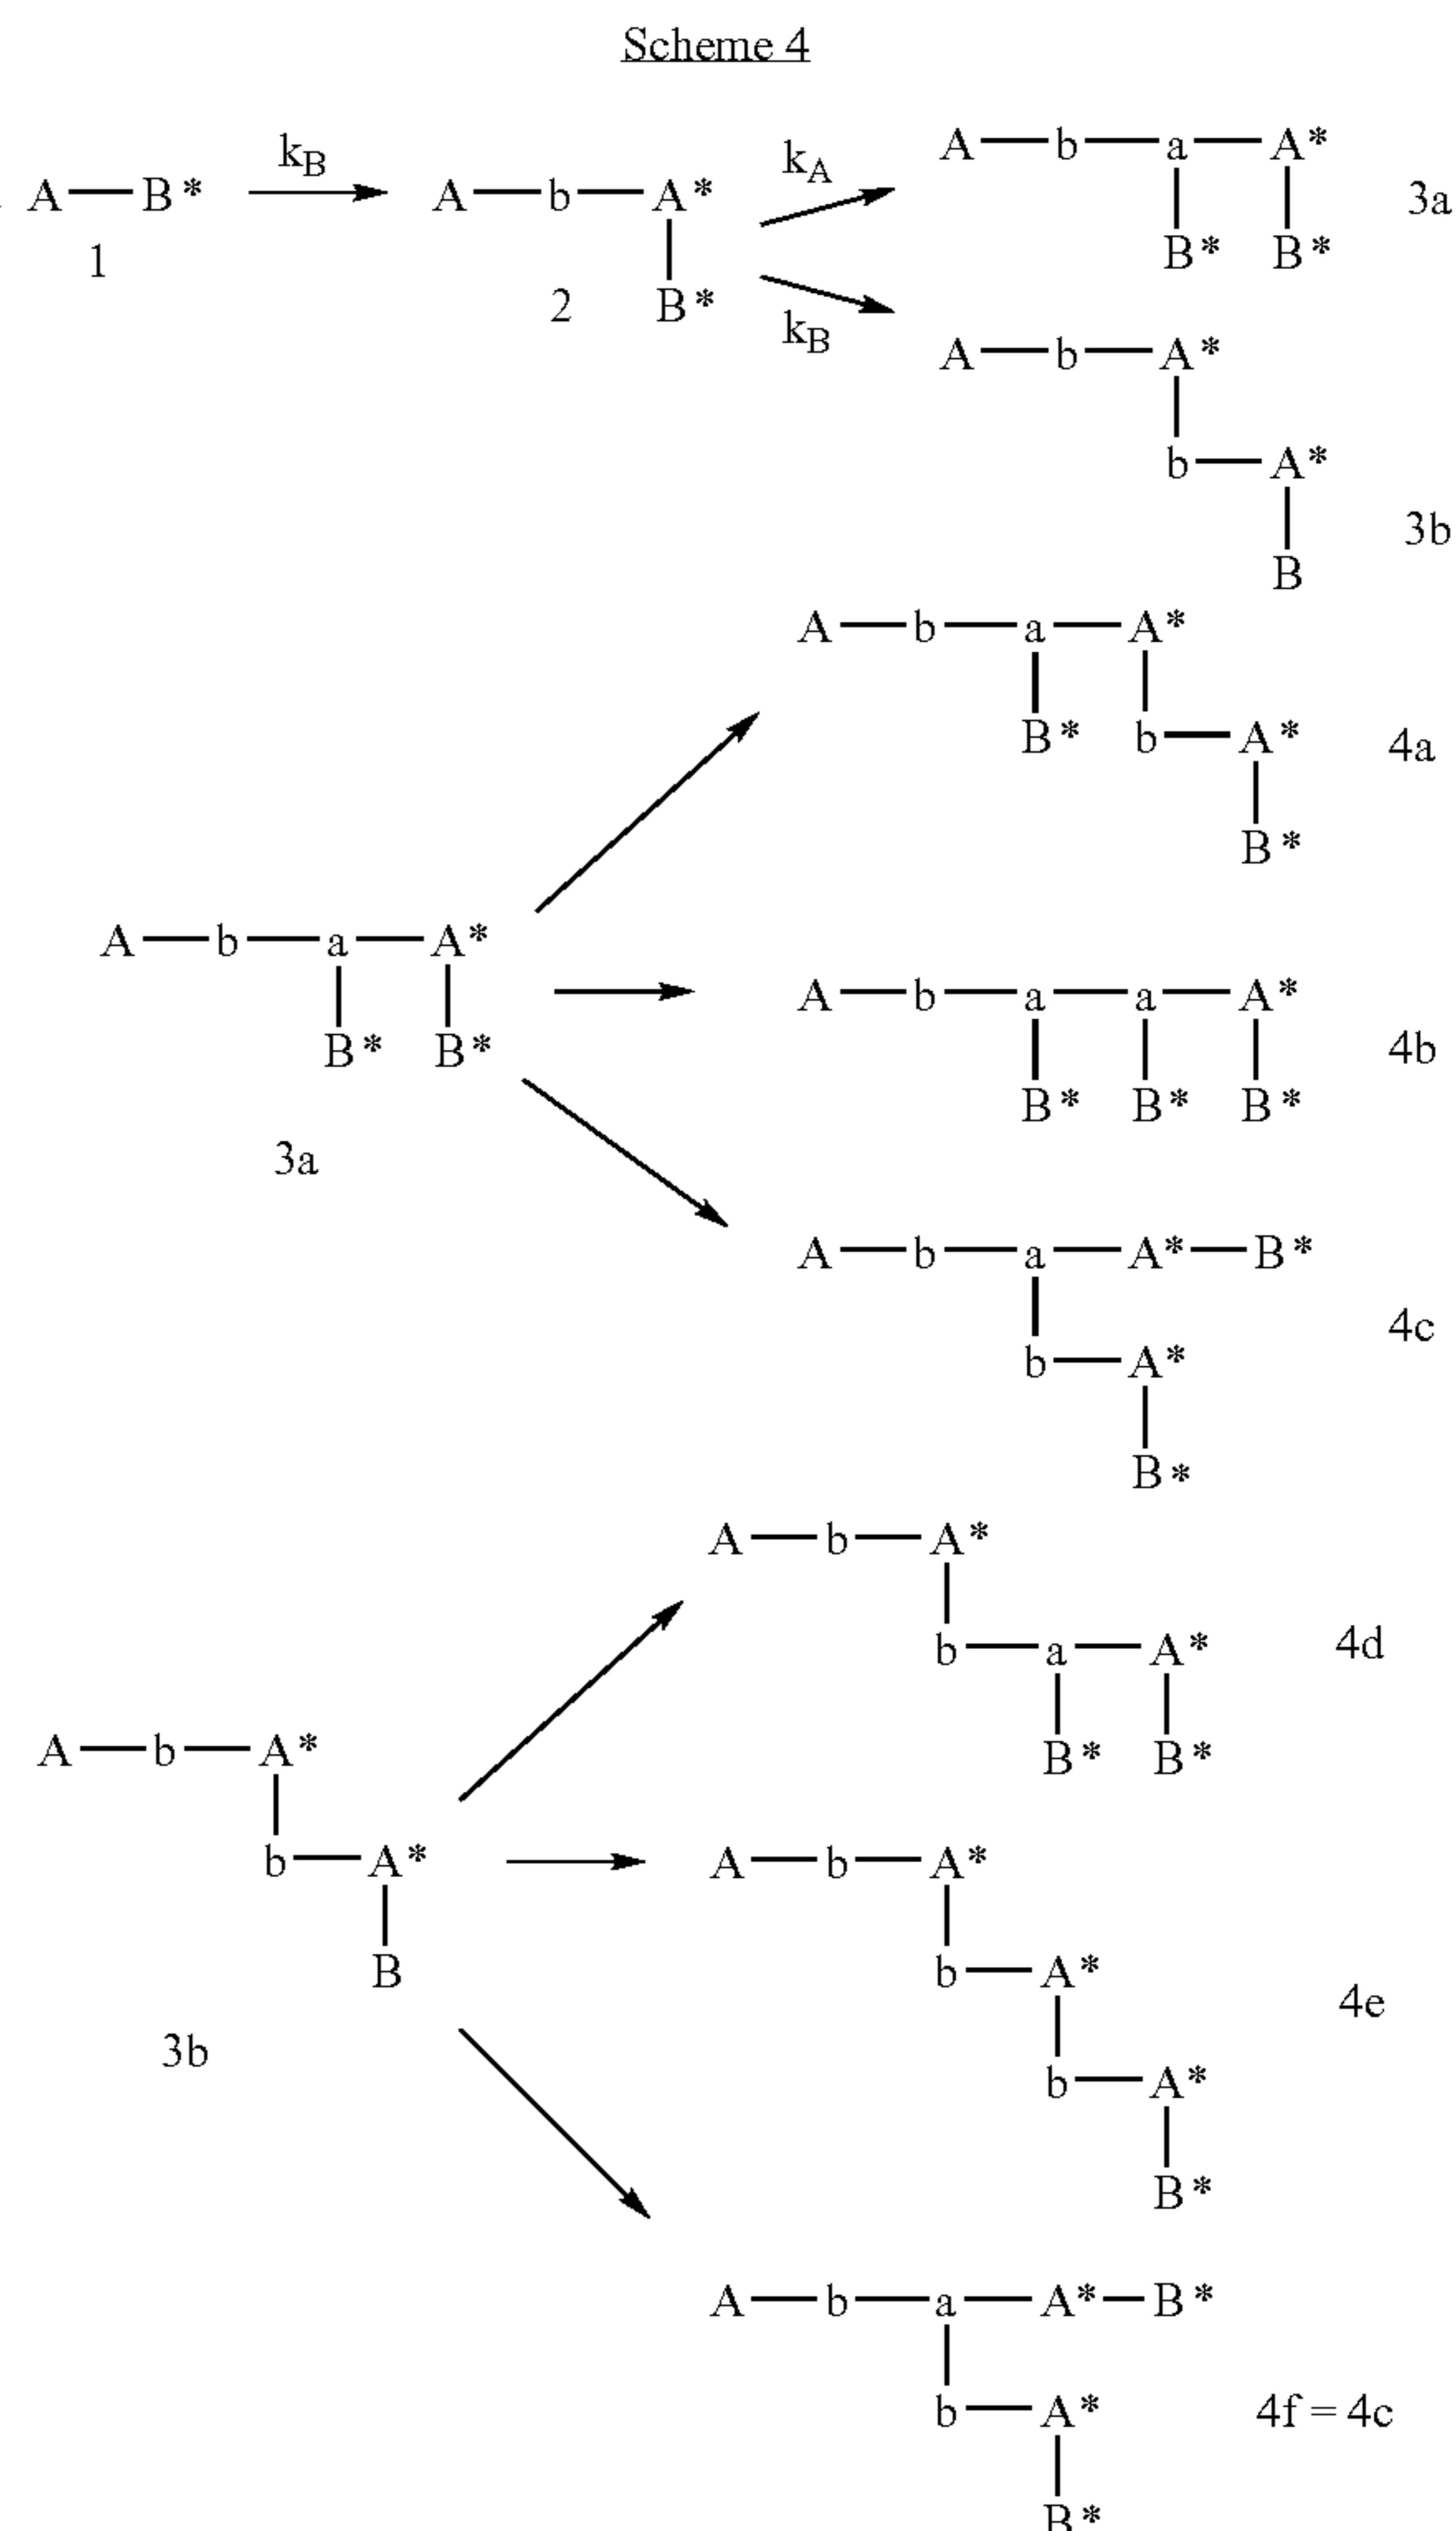 Scheme 4
A b a A*
kB kA
A B* A b A* 3a
1 B* B*
2 B*
kB
A b A*
b A*
3b
B
A b a A*
B* b A* 4a
B*
A b a A*
A b a a A*
B* B* B* B* B* 4b
3a
A b a A* B*
4c
b A*
B*
A b A*
b a A* 4d
A b A* B* B*
b A* A b A*
B b A* 4e
3b
b A*
B*
A b a A* B*
b A* 4f = 4c
B*